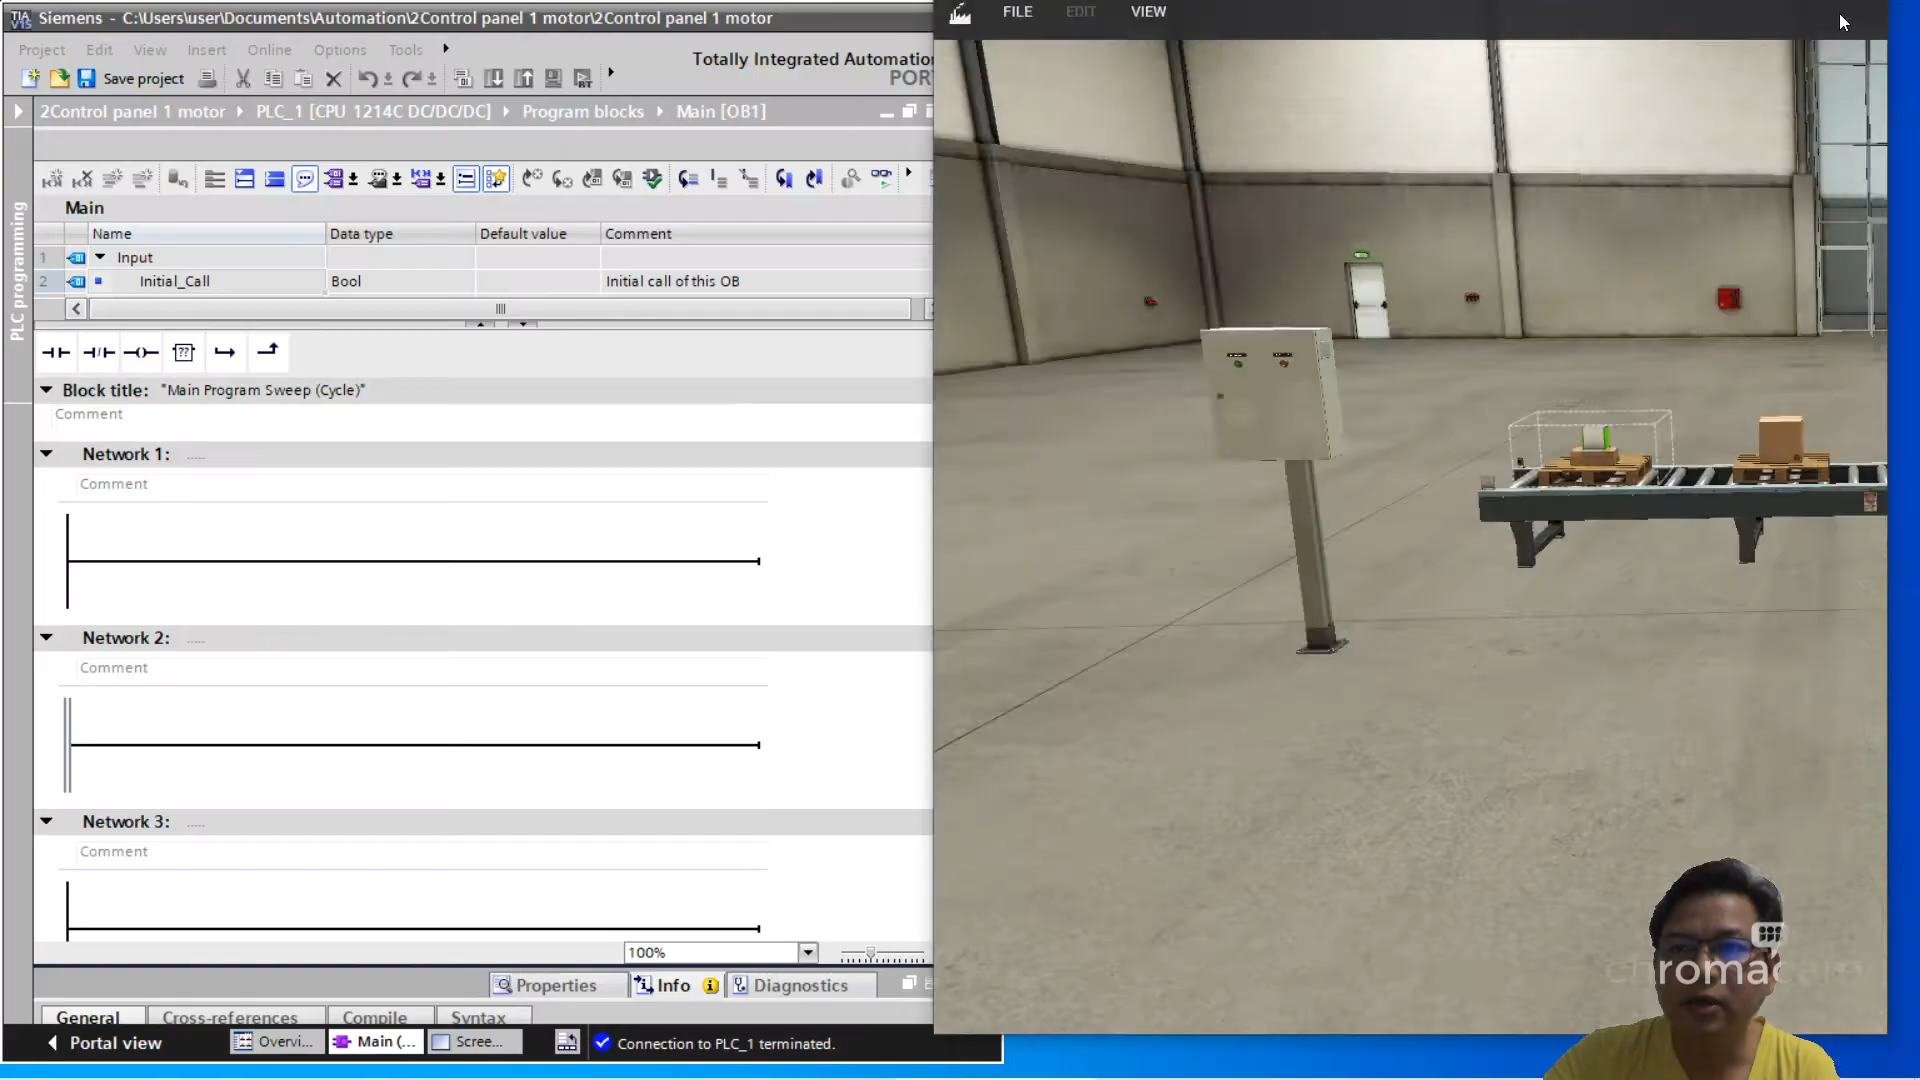 TIA V15 Siemens - C:\Users\user\Documents\Automation\2Control panel 1 motor\2Control panel 1 motor
Project Edit View Insert Online Options Tools
Totally Integrated Automation
PORT
Save project
2Control panel 1 motor PLC_1 [CPU 1214C DC/DC/DC] Program blocks Main [OB1]
PLC programming
Main
Name Data type Default value Comment
1 Input
2 Initial_Call Bool Initial call of this OB
??
Block title: "Main Program Sweep (Cycle)"
Comment
Network 1: .....
Comment
Network 2: .....
Comment
Network 3: .....
Comment
100%
Properties Info Diagnostics
General Cross-references Compile Syntax
Portal view Overvi... Main (... Scree... Connection to PLC_1 terminated.
FILE EDIT VIEW
chromacam